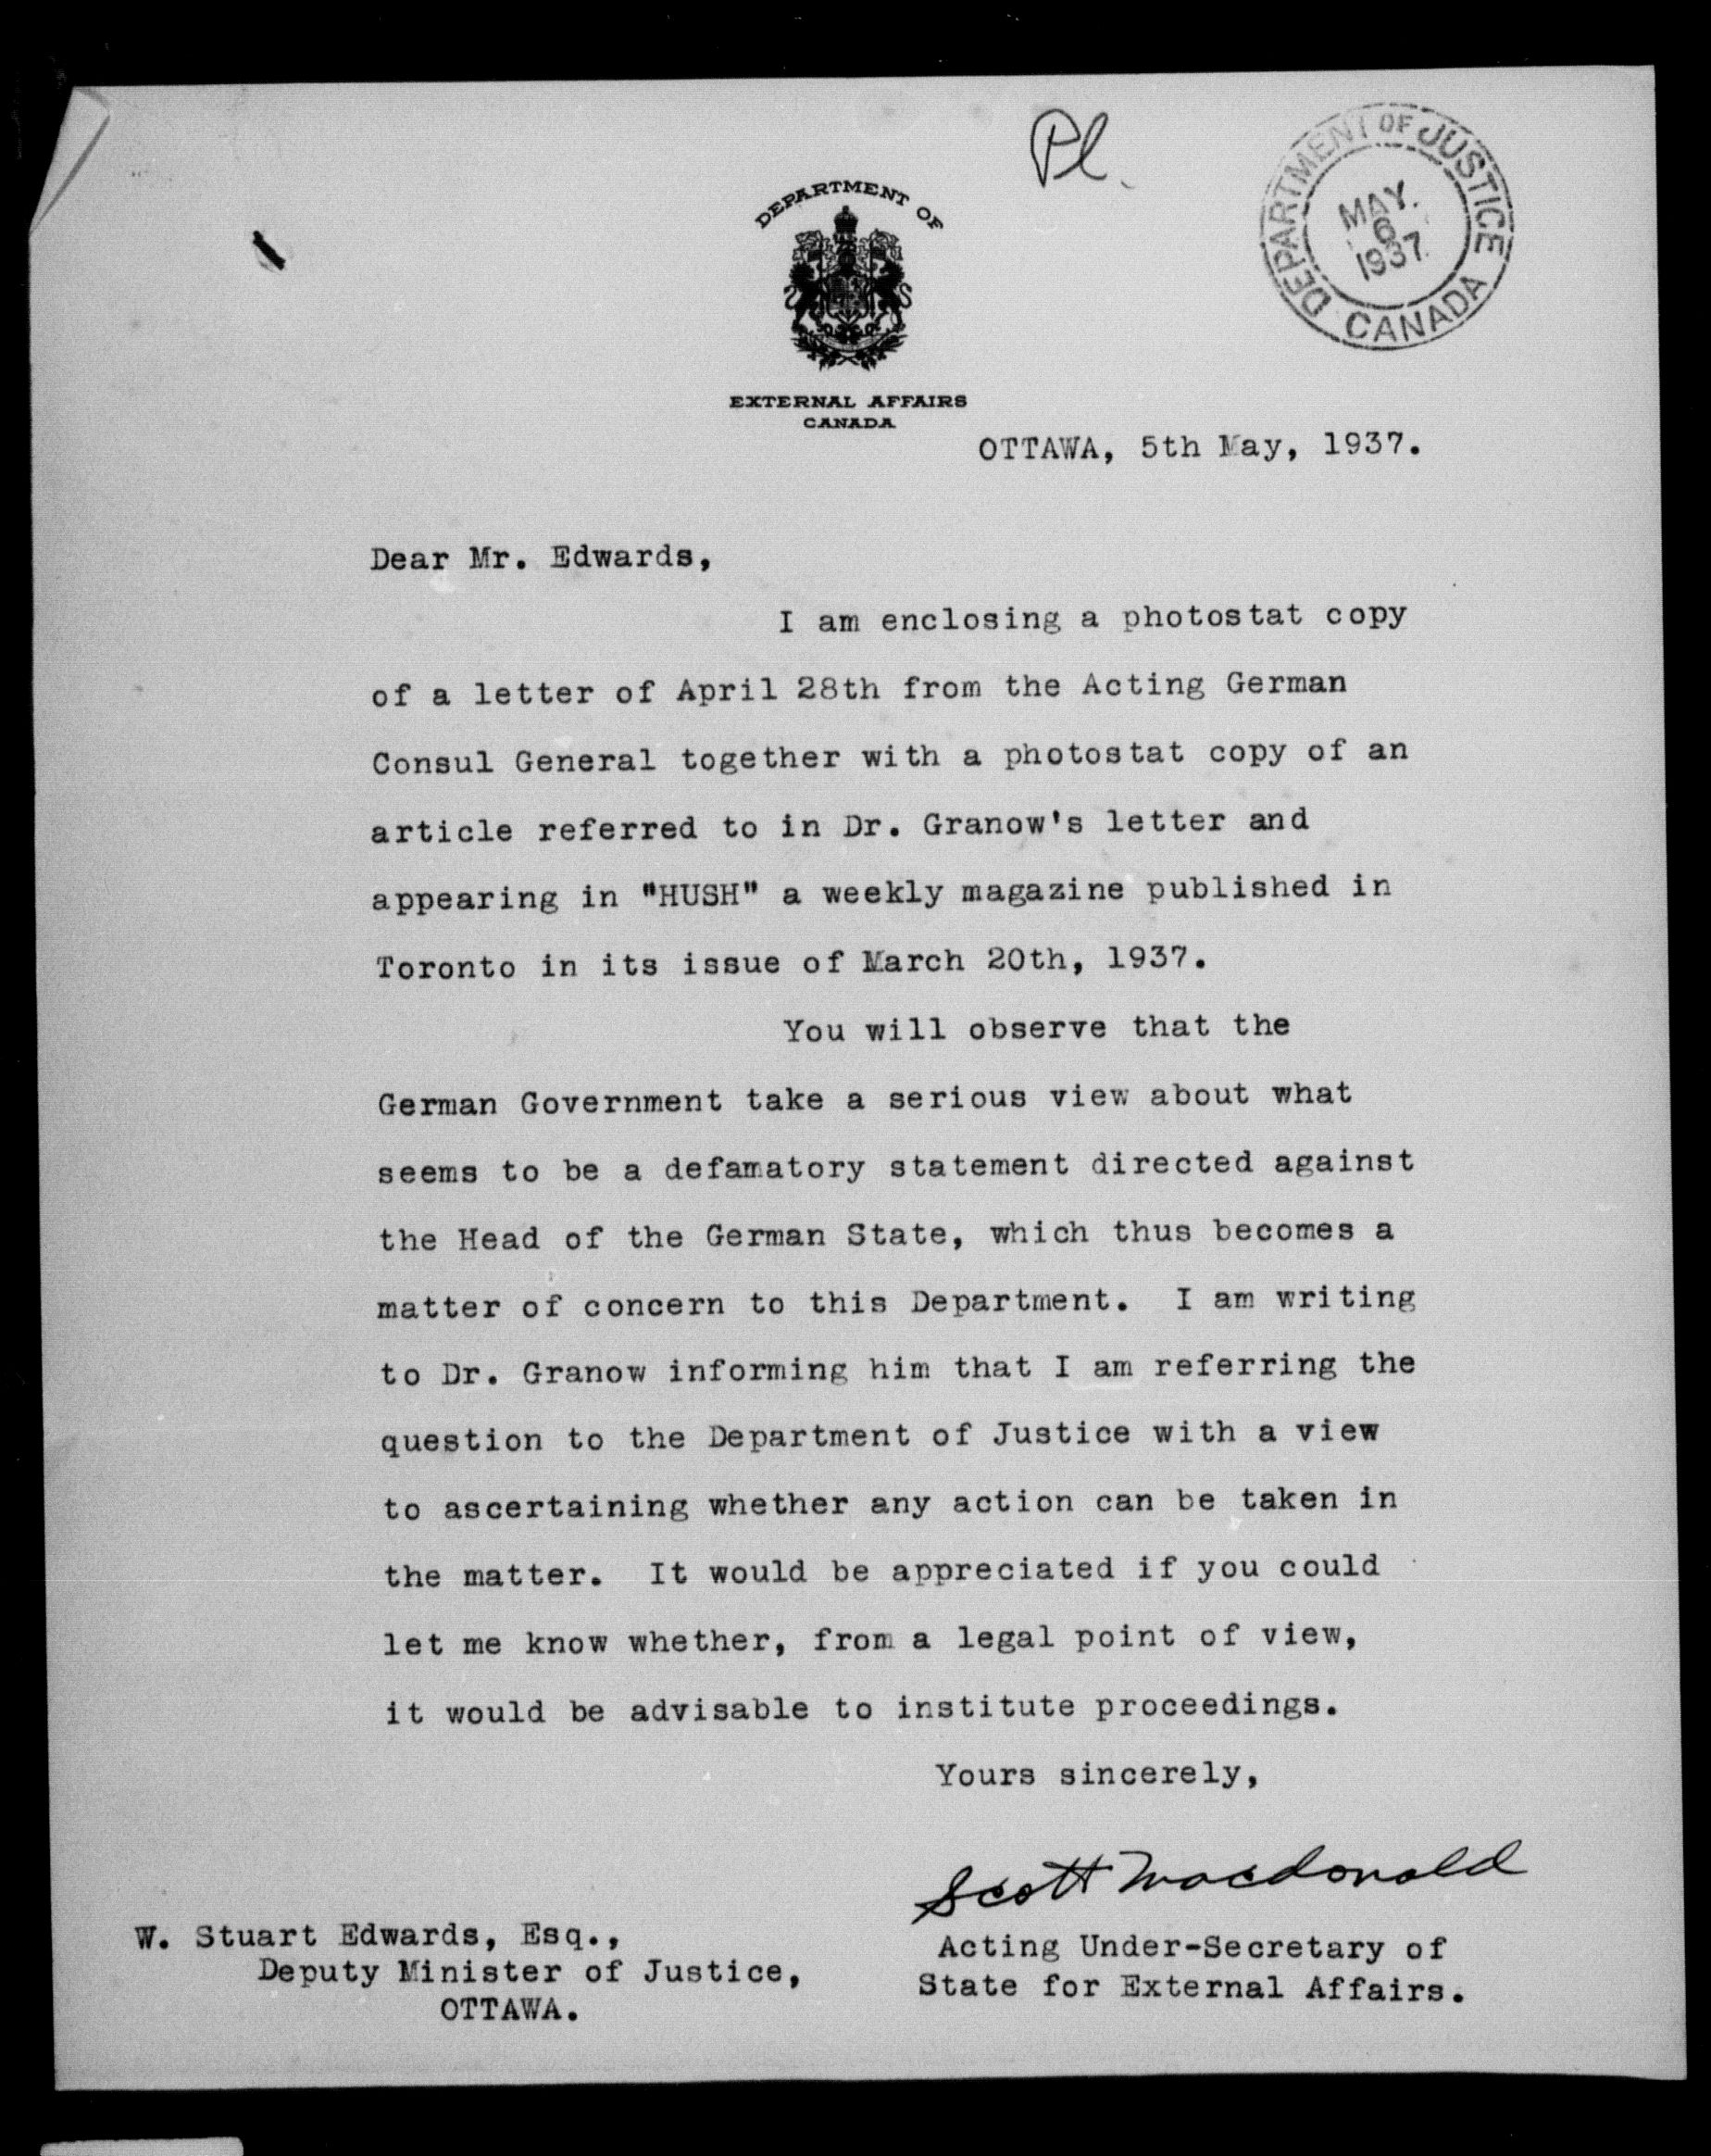 Pl.
DEPARTMENT OF JUSTICE
MAY.
6
1937.
CANADA
DEPARTMENT OF
EXTERNAL AFFAIRS
CANADA
OTTAWA, 5th May, 1937.
Dear Mr. Edwards,
I am enclosing a photostat copy
of a letter of April 28th from the Acting German
Consul General together with a photostat copy of an
article referred to in Dr. Granow's letter and
appearing in "HUSH" a weekly magazine published in
Toronto in its issue of March 20th, 1937.
You will observe that the
German Government take a serious view about what
seems to be a defamatory statement directed against
the Head of the German State, which thus becomes a
matter of concern to this Department. I am writing
to Dr. Granow informing him that I am referring the
question to the Department of Justice with a view
to ascertaining whether any action can be taken in
the matter. It would be appreciated if you could
let me know whether, from a legal point of view,
it would be advisable to institute proceedings.
Yours sincerely,
Scott Macdonald
Acting Under-Secretary of
State for External Affairs.
W. Stuart Edwards, Esq.,
Deputy Minister of Justice,
OTTAWA.